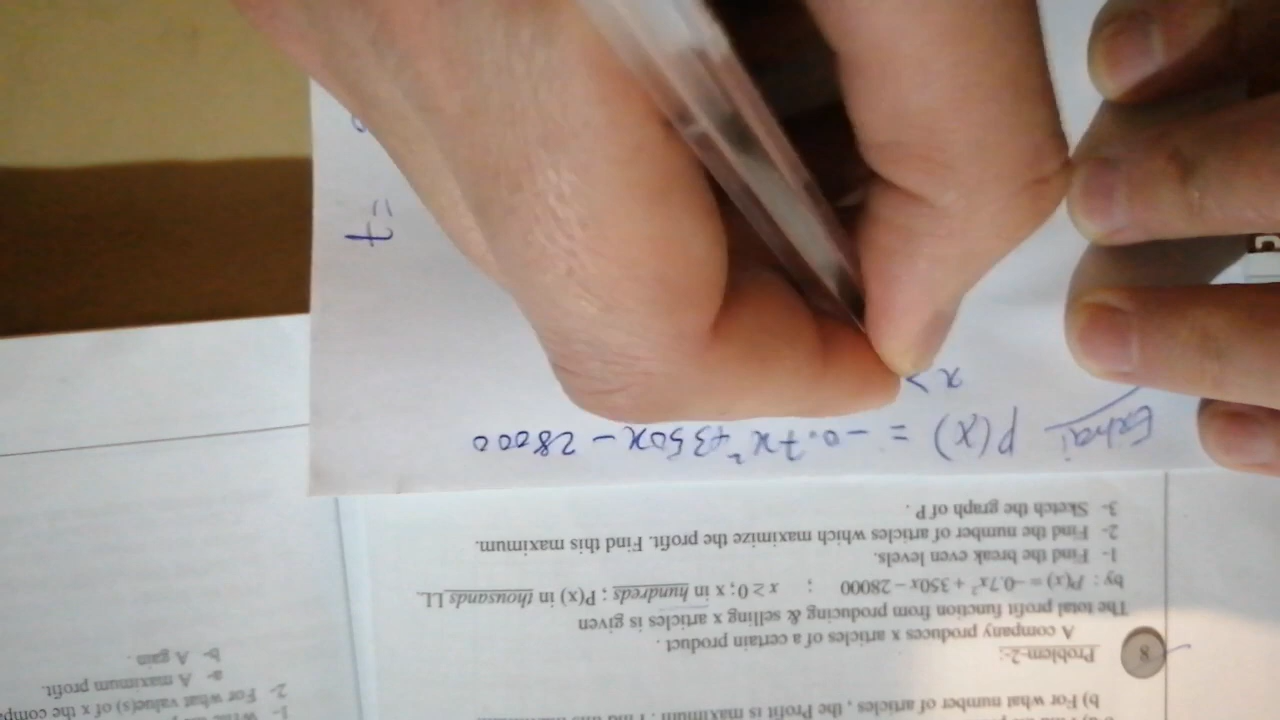 b) For what number of articles , the Profit is maximum .
8
Problem-2-:
A company produces x articles of a certain product .
The total profit function from producing & selling x articles is given
by : P(x) = −0.7x² + 350x − 28000 ; x ≥ 0 ; x in hundreds ; P(x) in thousands LL.
1- Find the break even levels.
2- Find the number of articles which maximize the profit. Find this maximum.
3- Sketch the graph of P .
2- For what value(s) of x the
a- A maximum profit.
b- A gain .
P(x) = -0.7x² +350x - 28000
x >